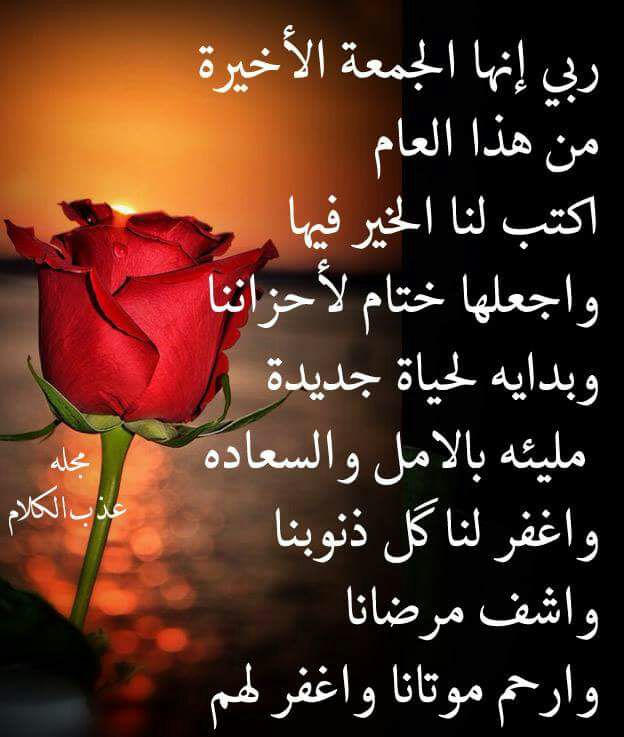 ربي إنها الجمعة الأخيرة
من هذا العام
اكتب لنا الخير فيها
واجعلها ختام لأحزاننا
وبدايه لحياة جديدة
مليئه بالامل والسعاده
واغفر لنا گل ذنوبنا
واشف مرضانا
وارحم موتانا واغفر لهم
مجله
عذب الكلام